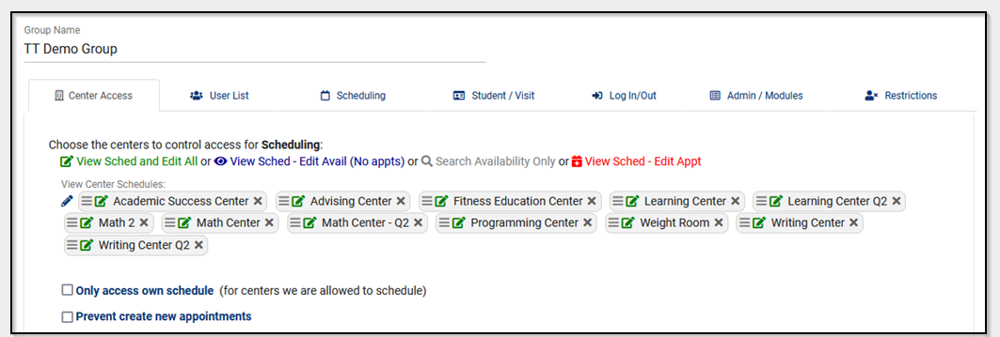 Group Name
TT Demo Group
Center Access User List Scheduling Student / Visit Log In/Out Admin / Modules Restrictions
Choose the centers to control access for Scheduling:
View Sched and Edit All or View Sched - Edit Avail (No appts) or Search Availability Only or View Sched - Edit Appt
View Center Schedules:
Academic Success Center Advising Center Fitness Education Center Learning Center Learning Center Q2
Math 2 Math Center Math Center - Q2 Programming Center Weight Room Writing Center
Writing Center Q2
Only access own schedule (for centers we are allowed to schedule)
Prevent create new appointments